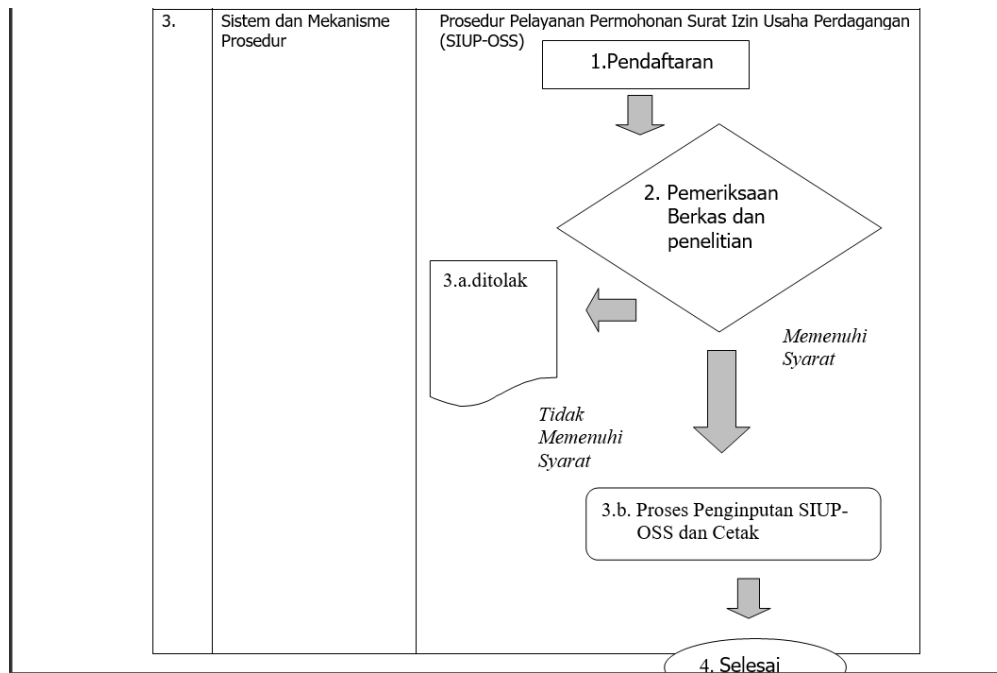 3.
Sistem dan Mekanisme
Prosedur
Prosedur Pelayanan Permohonan Surat Izin Usaha Perdagangan
(SIUP-OSS)
1.Pendaftaran
2. Pemeriksaan
Berkas dan
penelitian
3.a.ditolak
Memenuhi
Syarat
Tidak
Memenuhi
Syarat
3.b. Proses Penginputan SIUP-
OSS dan Cetak
4. Selesai